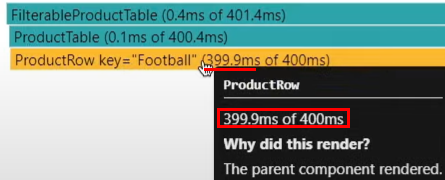 FilterableProductTable (0.4ms of 401.4ms)
ProductTable (0.1ms of 400.4ms)
ProductRow key="Football" (399.9ms of 400ms)
ProductRow
399.9ms of 400ms
Why did this render?
The parent component rendered.